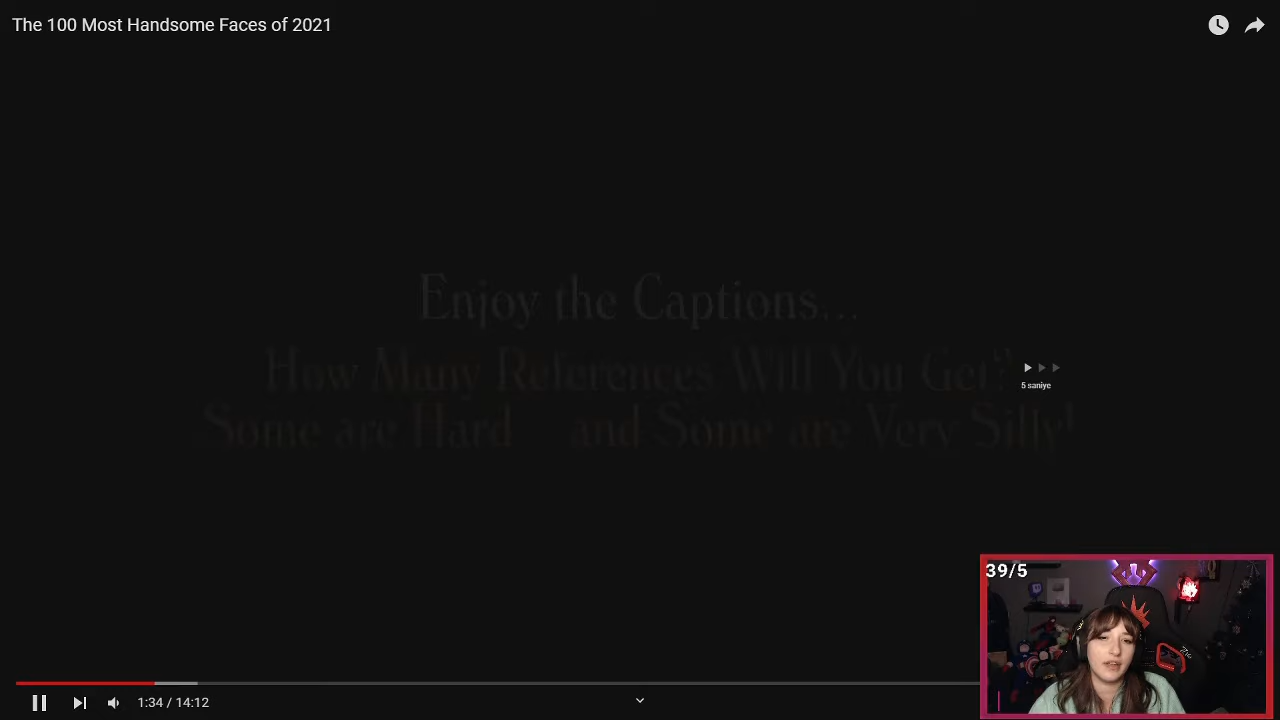 The 100 Most Handsome Faces of 2021
Enjoy the Captions...
How Many References Will You Get?
Some are Hard and Some are Very Silly!
5 saniye
39/5
1:34 / 14:12